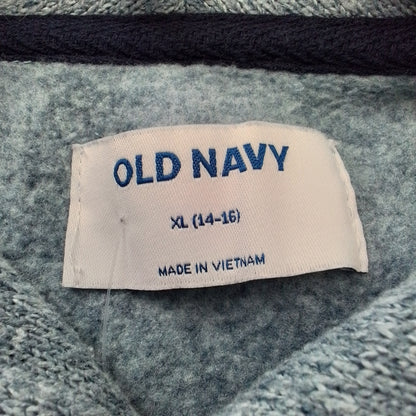 OLD NAVY
XL (14-16)
MADE IN VIETNAM